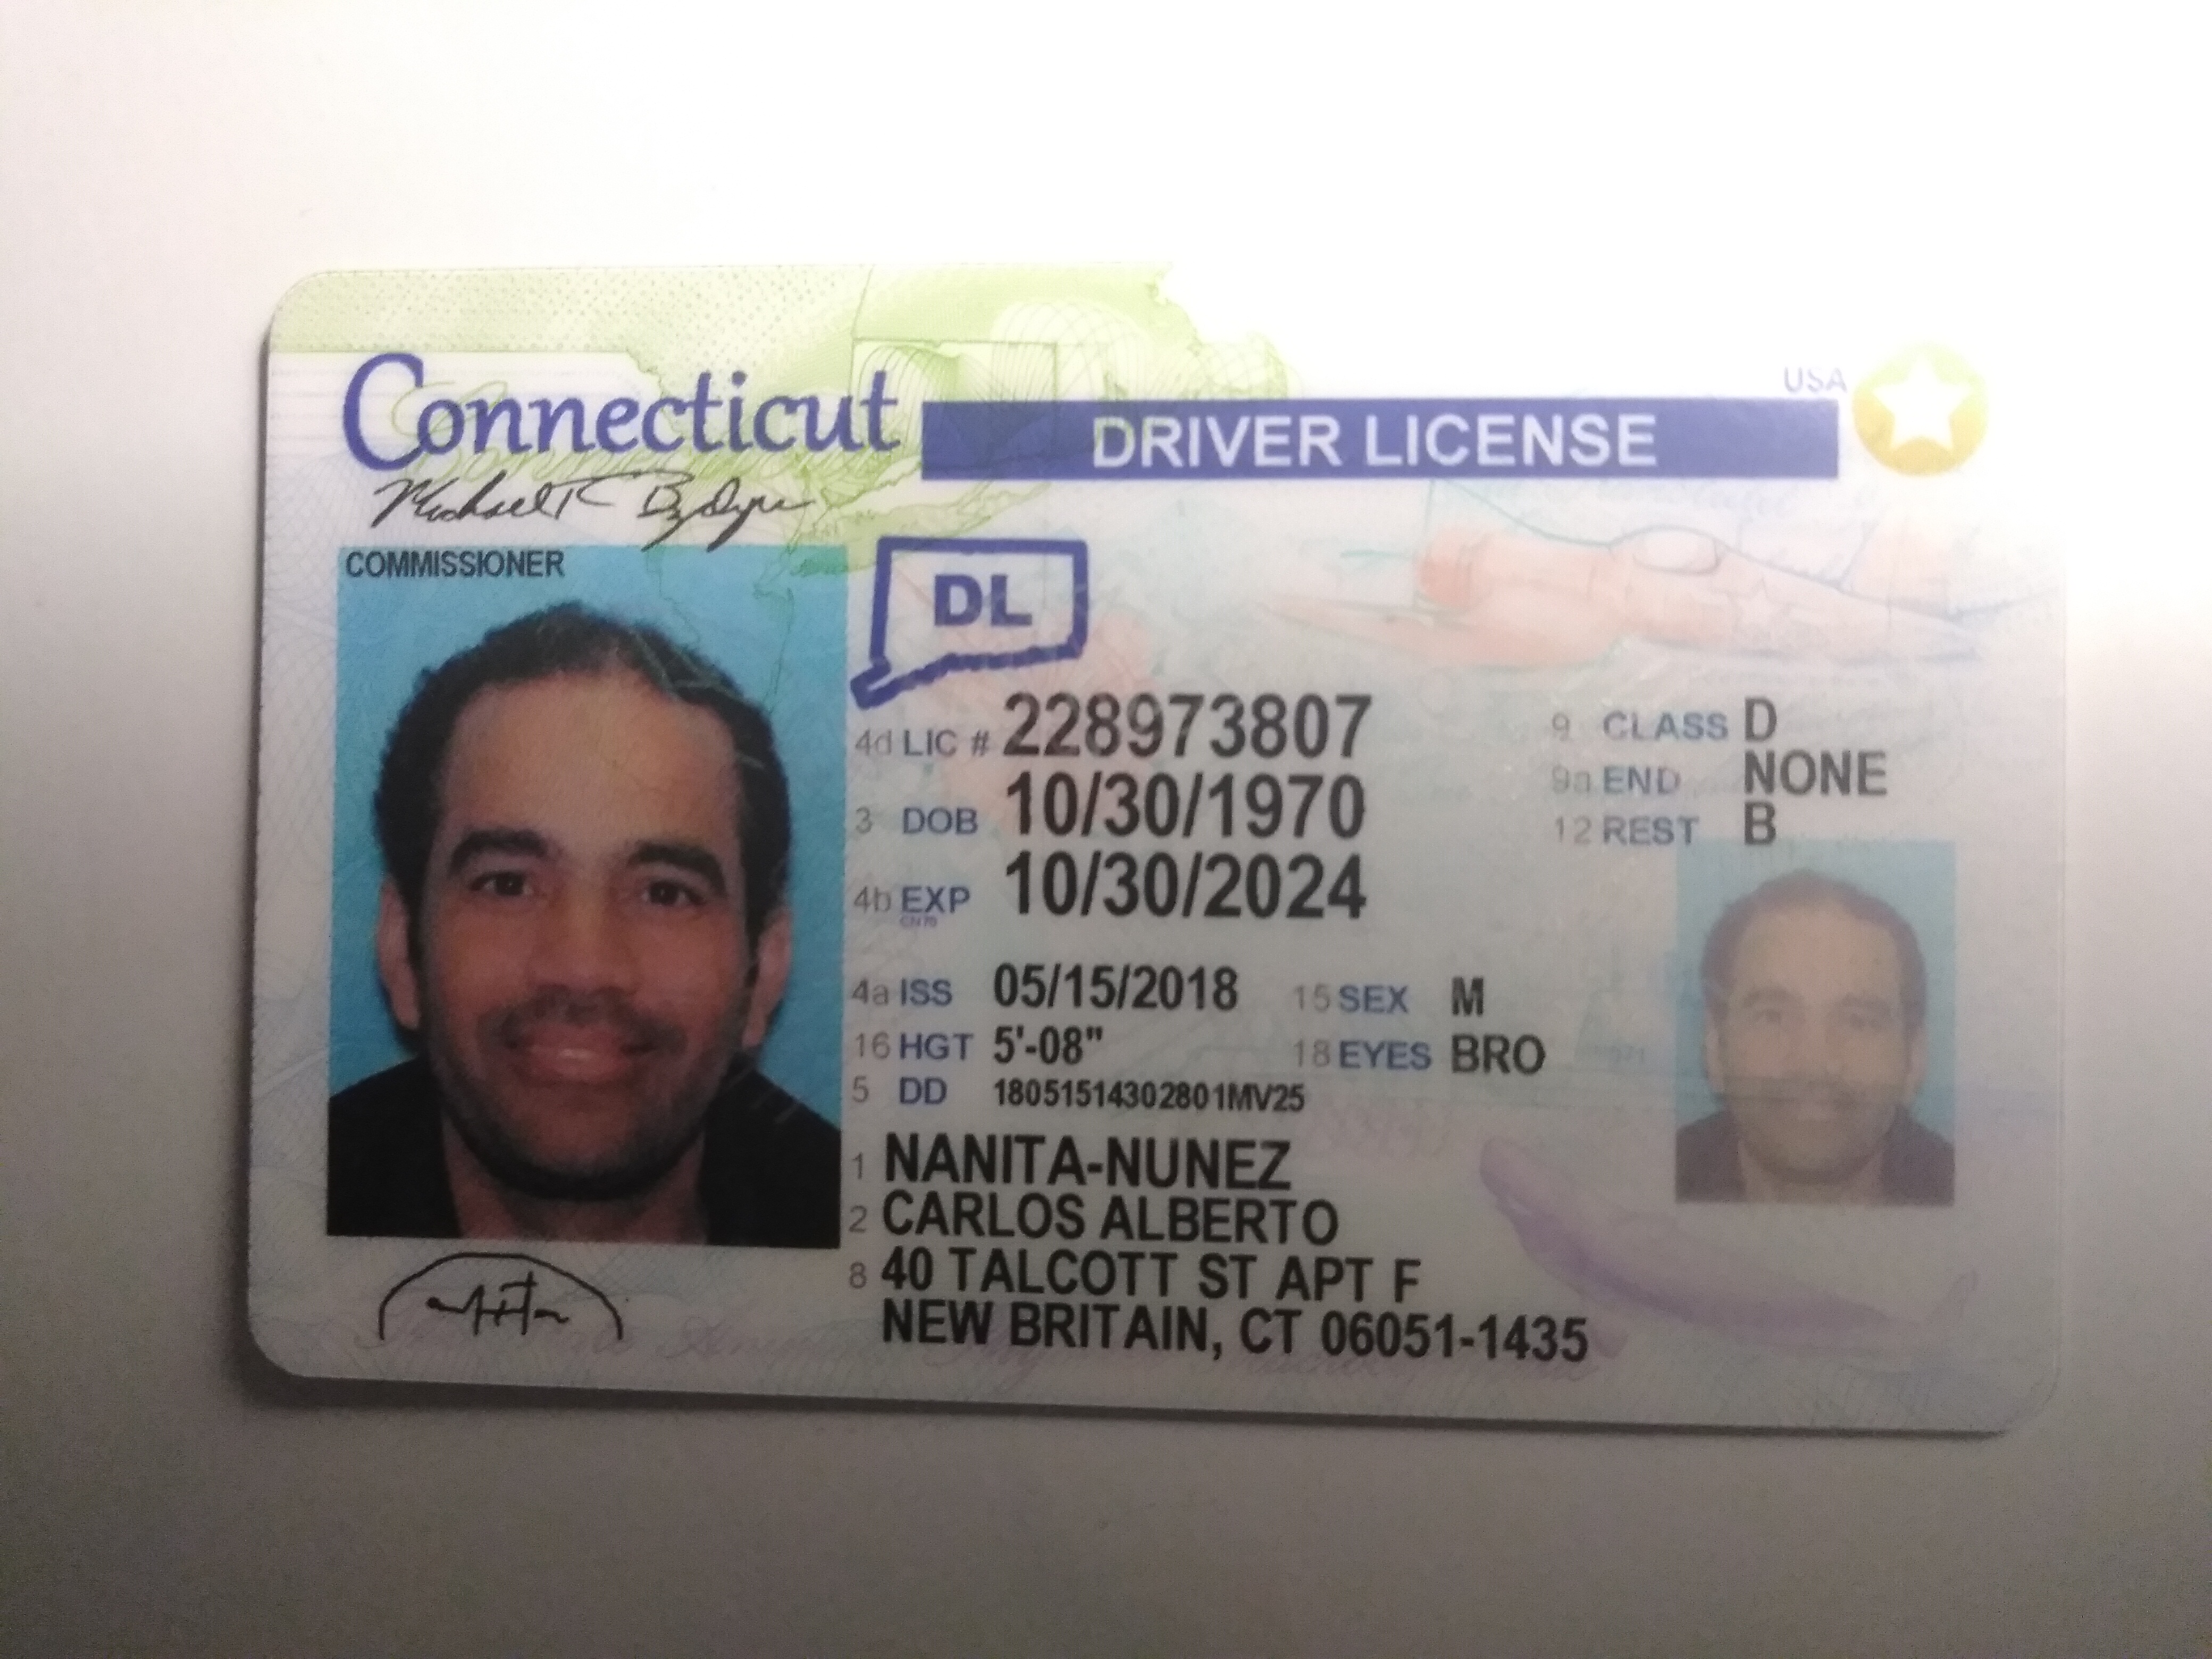 Connecticut
USA
DRIVER LICENSE
COMMISSIONER
DL
4d LIC # 228973807
9 CLASS D
9a END NONE
3 DOB 10/30/1970
12 REST B
4b EXP 10/30/2024
4a ISS 05/15/2018 15 SEX M
16 HGT 5'-08" 18 EYES BRO
5 DD 18051514302801MV25
1 NANITA-NUNEZ
2 CARLOS ALBERTO
8 40 TALCOTT ST APT F
NEW BRITAIN, CT 06051-1435